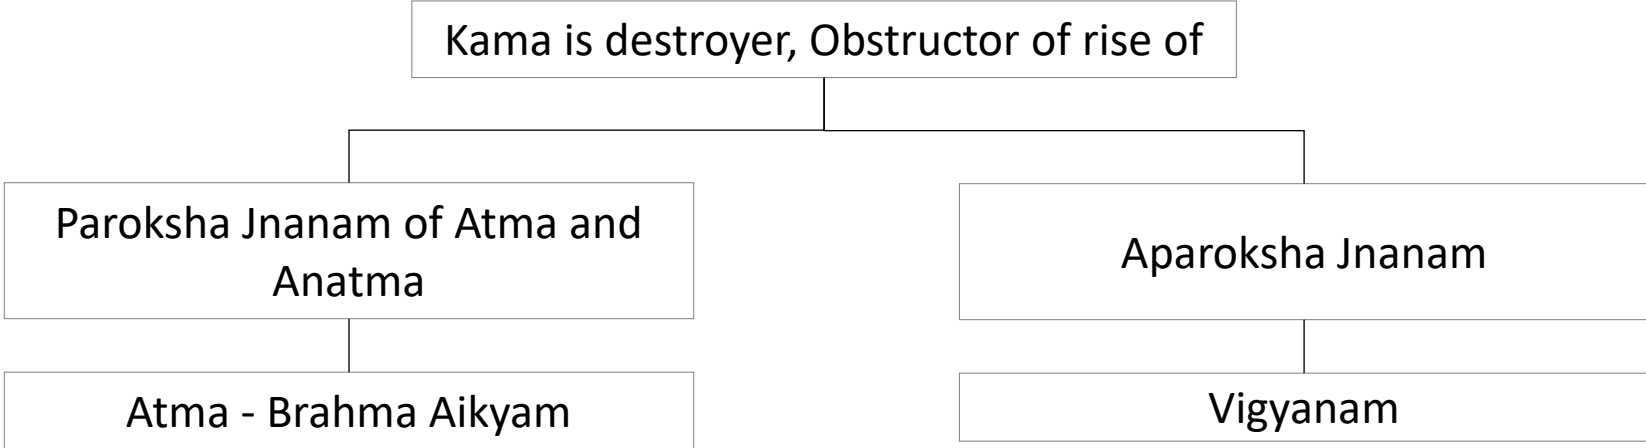 Kama is destroyer, Obstructor of rise of
Paroksha Jnanam of Atma and
Anatma
Aparoksha Jnanam
Atma - Brahma Aikyam
Vigyanam